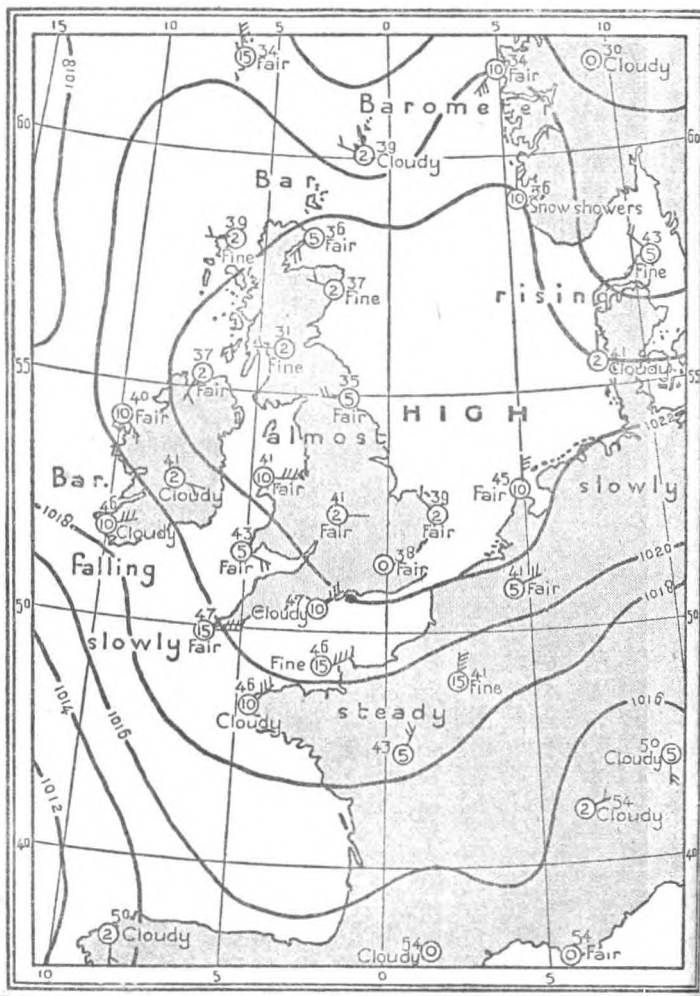 15 10 5 0 5 10
15 34 Fair
10 34 Fair
0 30 Cloudy
1018
Barometer
60 60
2 39 Cloudy
Bar.
10 36 Snow showers
2 39 Fine
5 36 Fair
43 5 Fine
2 37 Fine
rising
31 2 Fine
2 41 Cloudy
55 55
37 2 Fair
35 5 Fair
10 40 Fair
HIGH
1022
almost
41 10 Fair
Bar.
41 2 Cloudy
45 Fair 10
slowly
46 10 Cloudy
41 2 Fair
39 2 Fair
1018
43 5 Fair
0 38 Fair
1020
falling
41 5
1018
50 50
47 15 Fair
Cloudy 47 10
slowly
Fine 46 15
41 15 Fine
46 10 Cloudy
steady
1016
1014
1016
43 5
50 Cloudy 5
1012
2 54 Cloudy
40 40
50 2 Cloudy
54 Cloudy 0
0 54 Fair
10 5 0 5